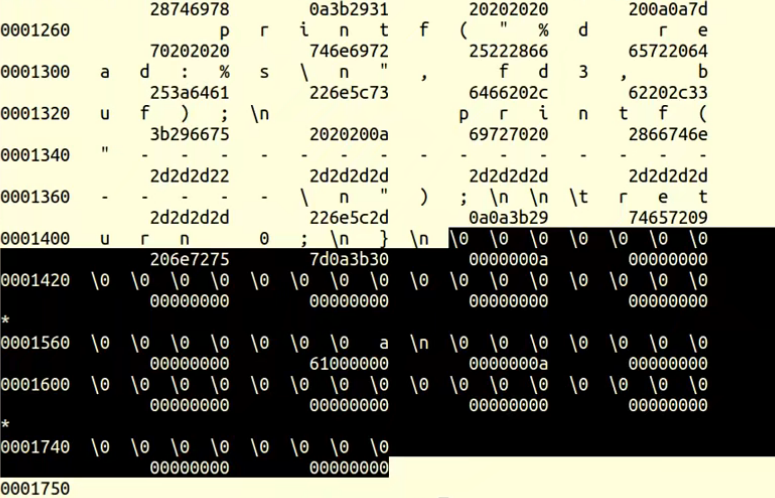 28746978 0a3b2931 20202020 200a0a7d
0001260 p r i n t f ( " % d r e
70202020 746e6972 25222866 65722064
0001300 a d : % s \ n " , f d 3 , b
253a6461 226e5c73 6466202c 62202c33
0001320 u f ) ; \n p r i n t f (
3b296675 2020200a 69727020 2866746e
0001340 " - - - - - - - - - - - - - - -
2d2d2d22 2d2d2d2d 2d2d2d2d 2d2d2d2d
0001360 - - - - - \ n " ) ; \n \n \t r e t
2d2d2d2d 226e5c2d 0a0a3b29 74657209
0001400 u r n 0 ; \n } \n \0 \0 \0 \0 \0 \0 \0
206e7275 7d0a3b30 0000000a 00000000
0001420 \0 \0 \0 \0 \0 \0 \0 \0 \0 \0 \0 \0 \0 \0 \0 \0
00000000 00000000 00000000 00000000
*
0001560 \0 \0 \0 \0 \0 \0 \0 a \n \0 \0 \0 \0 \0 \0 \0
00000000 61000000 0000000a 00000000
0001600 \0 \0 \0 \0 \0 \0 \0 \0 \0 \0 \0 \0 \0 \0 \0 \0
00000000 00000000 00000000 00000000
*
0001740 \0 \0 \0 \0 \0 \0 \0 \0
00000000 00000000
0001750